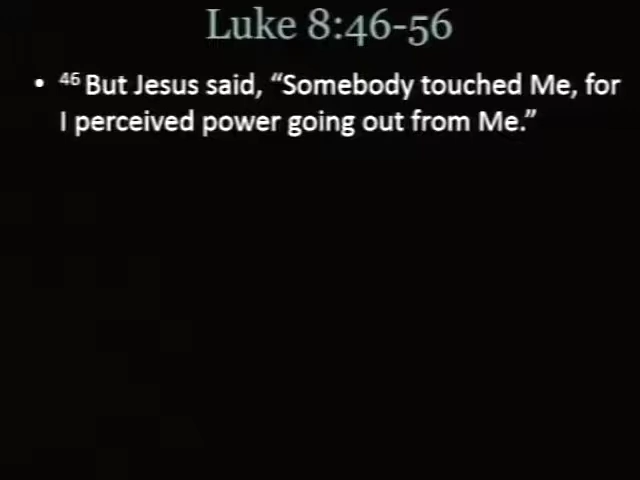 Luke 8:46-56
• 46 But Jesus said, “Somebody touched Me, for
I perceived power going out from Me.”